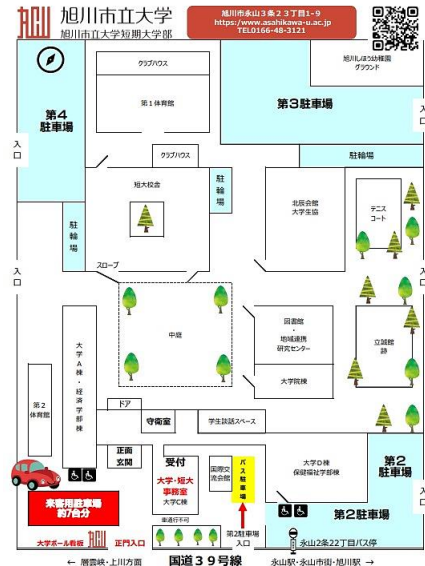 旭川市立大学
旭川市立大学短期大学部
旭川市永山3条23丁目1-9
https:/www.asahikawa-u.ac.jp
TEL0166-48-3121
クラブハウス
旭川しほう幼稚園
グラウンド
第1体育館
第3駐車場
第4
駐車場
入口
入口
クラブハウス
駐輪場
短大校舎
駐輪場
北辰会館
大学生協
テニス
コート
駐輪場
スロープ
入口
入口
中庭
図書館
・
地域連携
研究センター
立誠館
跡
大学A棟・経済学部棟
大学院棟
第2
体育館
ドア
守衛室
学生談話スペース
正面
玄関
受付
大学・短大
事務室
大学C棟
国際交流会館
バス駐車場
大学D棟
保健福祉学部棟
第2
駐車場
入口
来客用駐車場
約7台分
車通行不可
第2駐車場
入口
第2駐車場
大学ポール看板
正門入口
永山2条22丁目バス停
← 層雲峡・上川方面
国道39号線
永山駅・永山市街・旭川駅 →